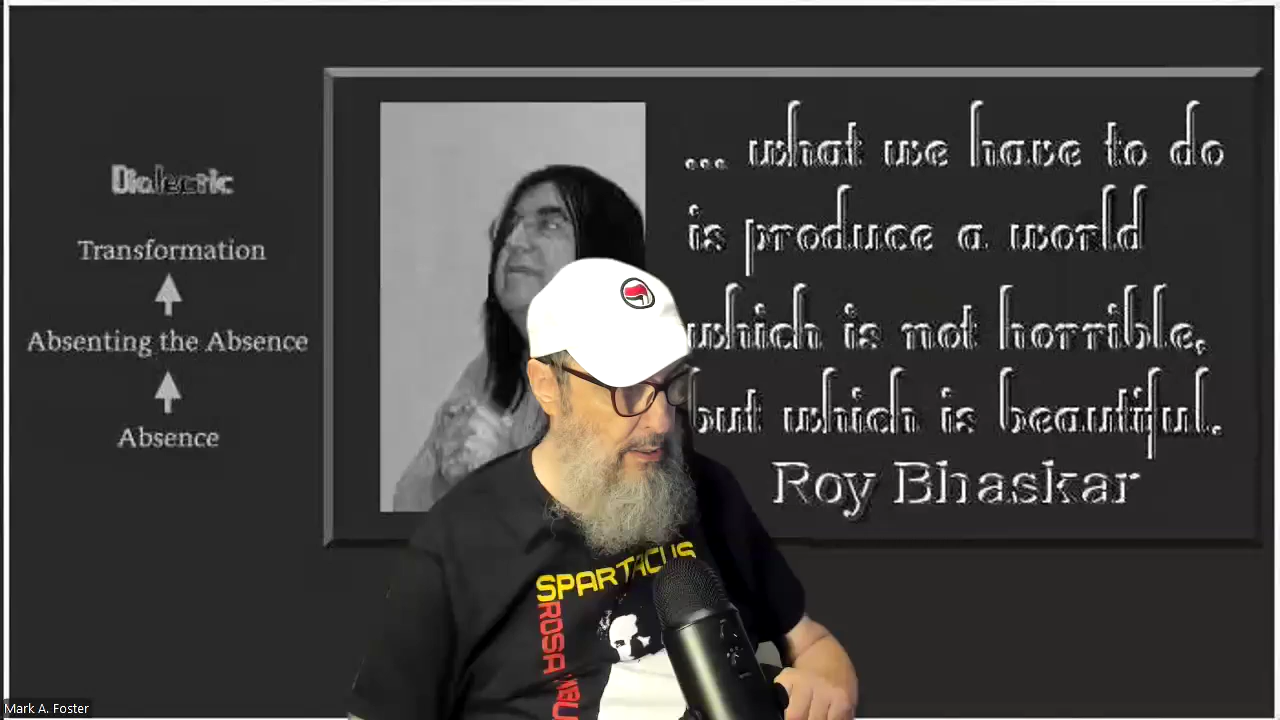 Dialectic
Transformation
Absenting the Absence
Absence
... what we have to do
is produce a world
which is not horrible,
but which is beautiful.
Roy Bhaskar
SPARTACUS
ROSA
Mark A. Foster